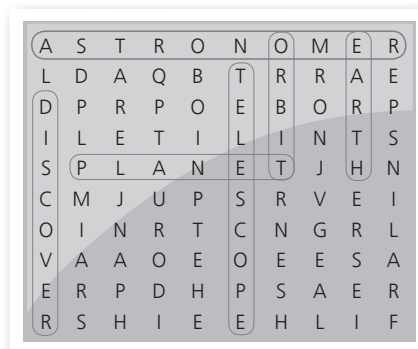 A S T R O N O M E R
L D A Q B T R R A E
D P R P O E B O R P
I L E T I L I N T S
S P L A N E T J H N
C M J U P S R V E I
O I N R T C N G R L
V A A O E O E E S A
E R P D H P S A E R
R S H I E E H L I F